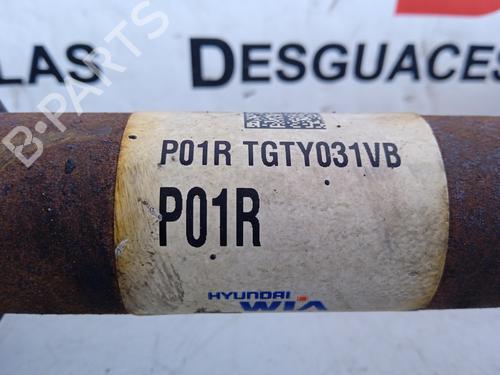 LAS DESGUACES
B-PARTS
P01R TGTY031VB
P01R
HYUNDAI
WIA